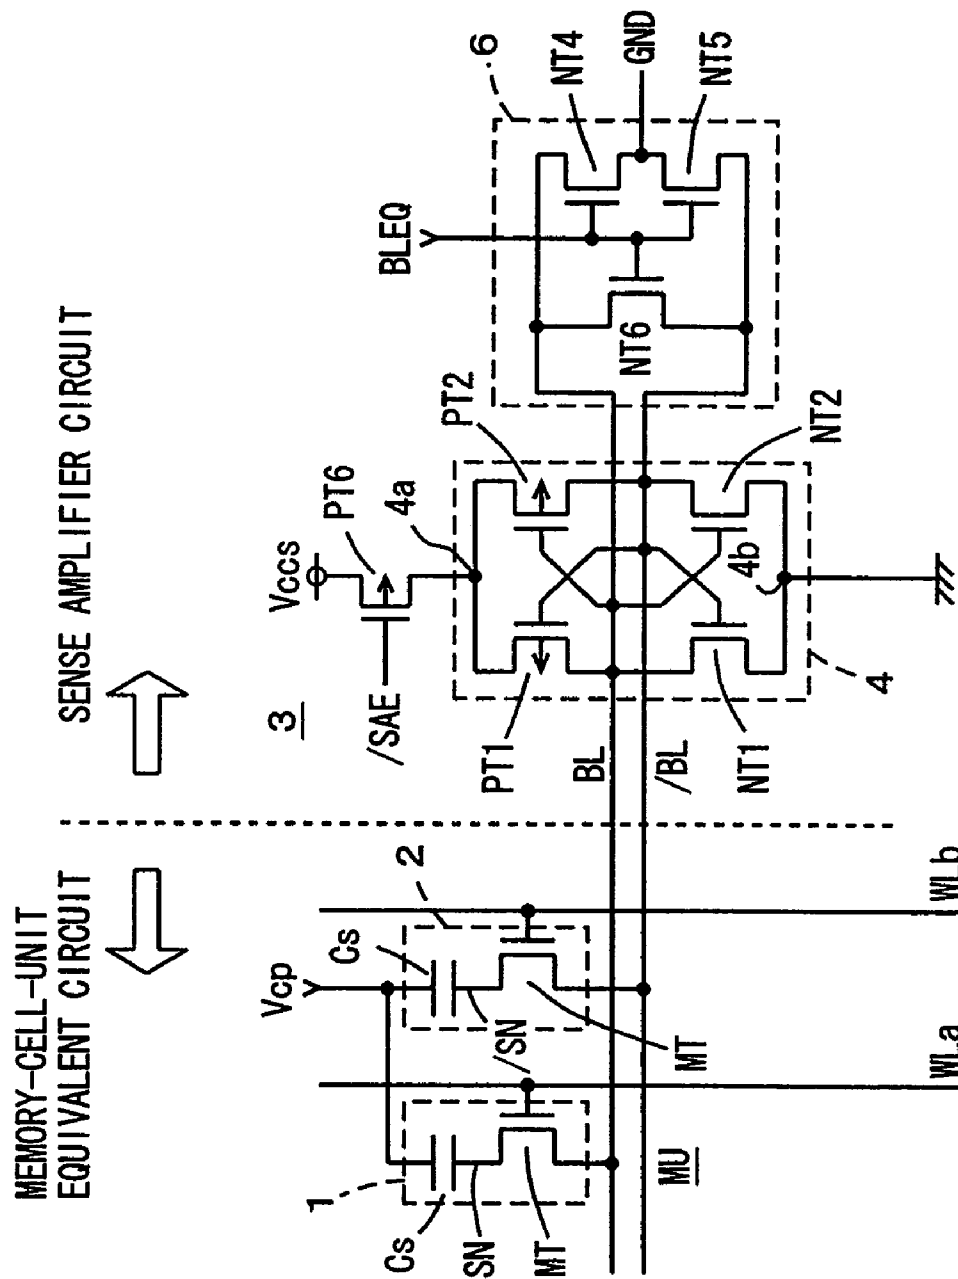 MEMORY-CELL-UNIT
EQUIVALENT CIRCUIT
SENSE AMPLIFIER CIRCUIT
Vcp
Vccs
3
PT6
/SAE
4a
BLEQ
6
1
2
Cs
Cs
SN
/SN
MT
MT
PT1
PT2
BL
/BL
NT1
NT2
4b
4
NT6
NT4
NT5
GND
MU
WLa
WLb